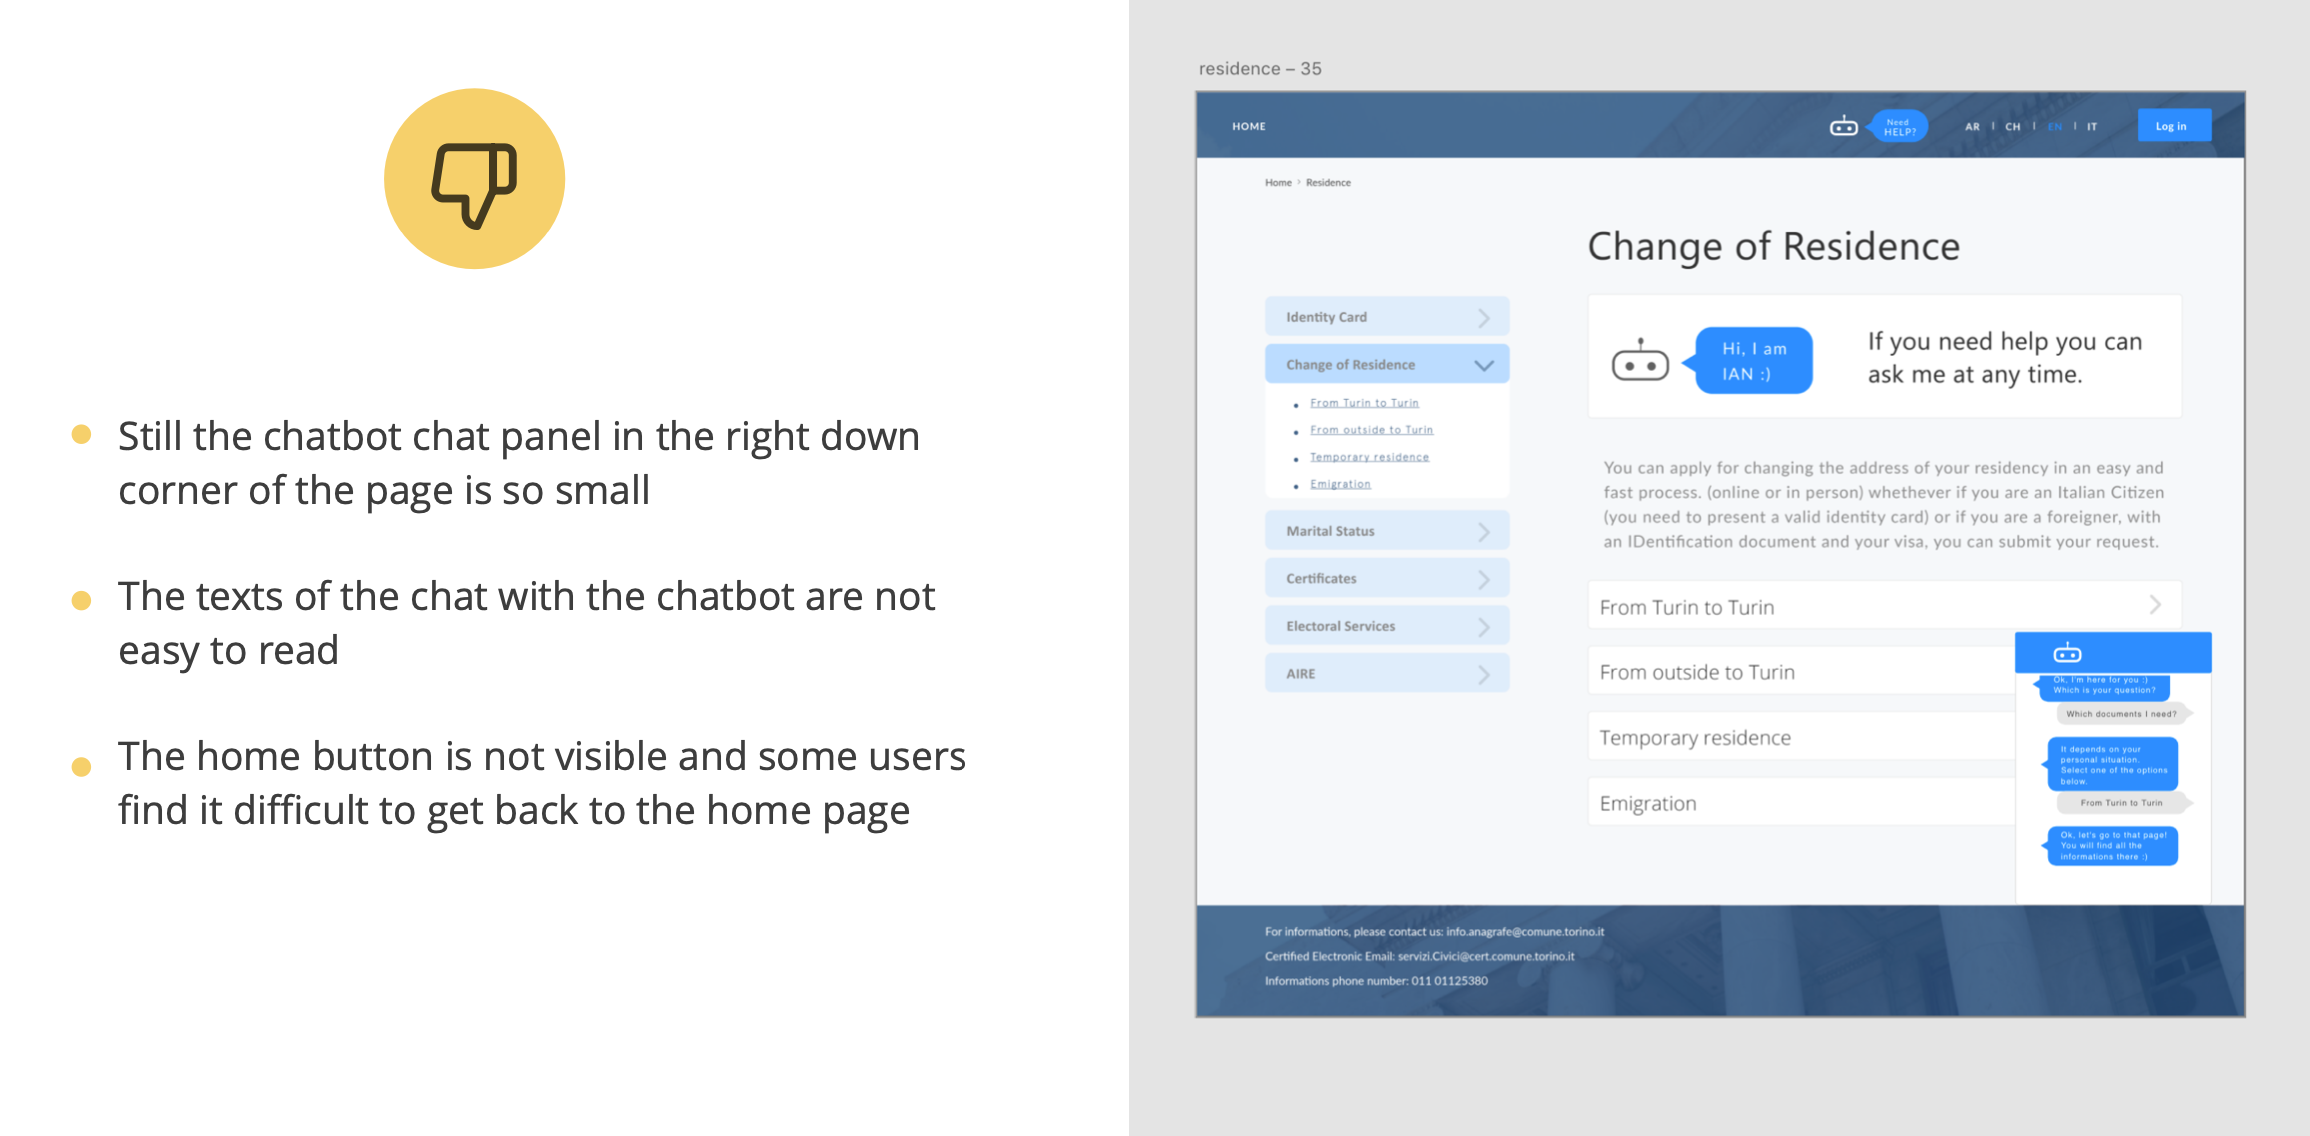 Still the chatbot chat panel in the right down
corner of the page is so small
The texts of the chat with the chatbot are not
easy to read
The home button is not visible and some users
find it difficult to get back to the home page
residence – 35
HOME
Need
HELP?
AR | CH | EN | IT
Log in
Home > Residence
Change of Residence
Identity Card
Change of Residence
From Turin to Turin
From outside to Turin
Temporary residence
Emigration
Marital Status
Certificates
Electoral Services
AIRE
Hi, I am
IAN :)
If you need help you can
ask me at any time.
You can apply for changing the address of your residency in an easy and
fast process. (online or in person) whethever if you are an Italian Citizen
(you need to present a valid identity card) or if you are a foreigner, with
an IDentification document and your visa, you can submit your request.
From Turin to Turin
From outside to Turin
Temporary residence
Emigration
Ok, I'm here for you :)
Which is your question?
Which documents I need?
It depends on your
personal situation.
Select one of the options
below.
From Turin to Turin
Ok, let's go to that page!
You will find all the
informations there :)
For informations, please contact us: info.anagrafe@comune.torino.it
Certified Electronic Email: servizi.Civici@cert.comune.torino.it
Informations phone number: 011 01125380